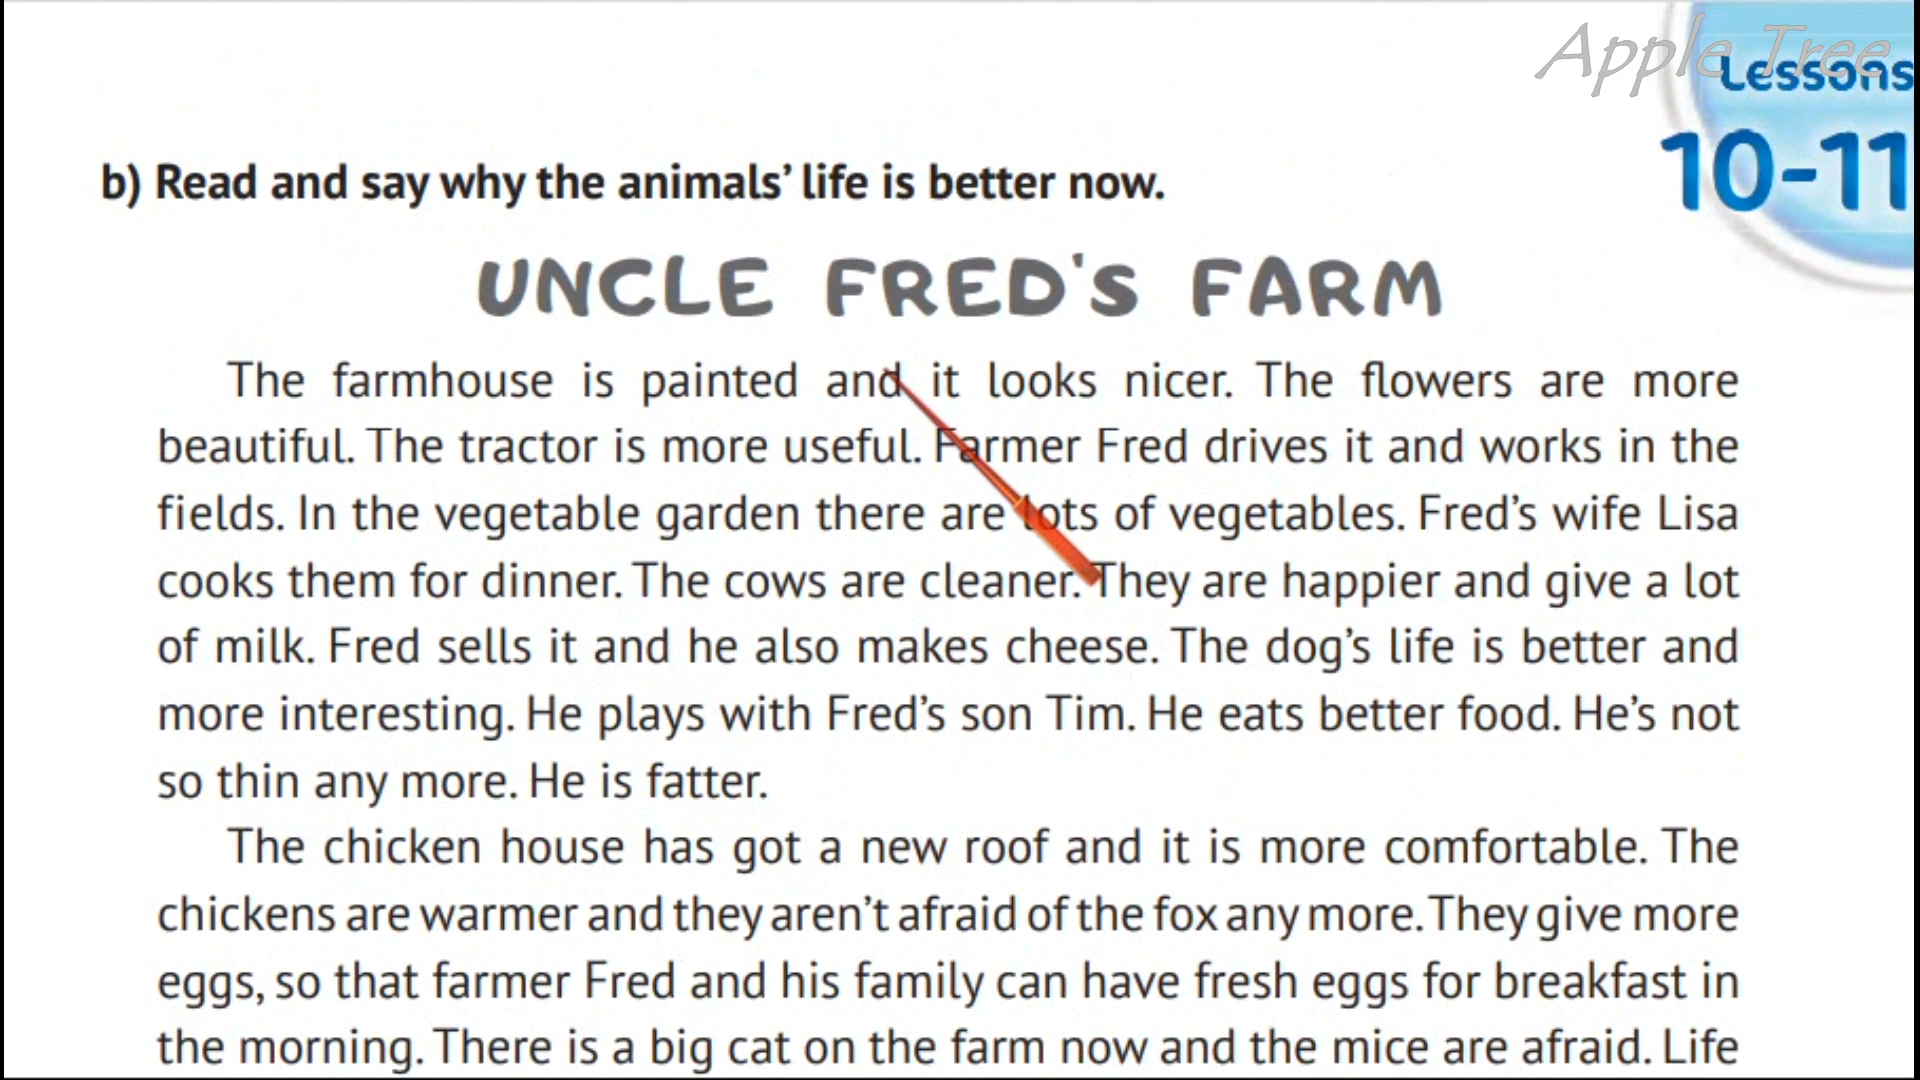 Apple Tree
Lessons
10-11
b) Read and say why the animals’ life is better now.
UNCLE FRED's FARM
The farmhouse is painted and it looks nicer. The flowers are more
beautiful. The tractor is more useful. Farmer Fred drives it and works in the
fields. In the vegetable garden there are lots of vegetables. Fred’s wife Lisa
cooks them for dinner. The cows are cleaner. They are happier and give a lot
of milk. Fred sells it and he also makes cheese. The dog’s life is better and
more interesting. He plays with Fred’s son Tim. He eats better food. He’s not
so thin any more. He is fatter.
The chicken house has got a new roof and it is more comfortable. The
chickens are warmer and they aren’t afraid of the fox any more. They give more
eggs, so that farmer Fred and his family can have fresh eggs for breakfast in
the morning. There is a big cat on the farm now and the mice are afraid. Life